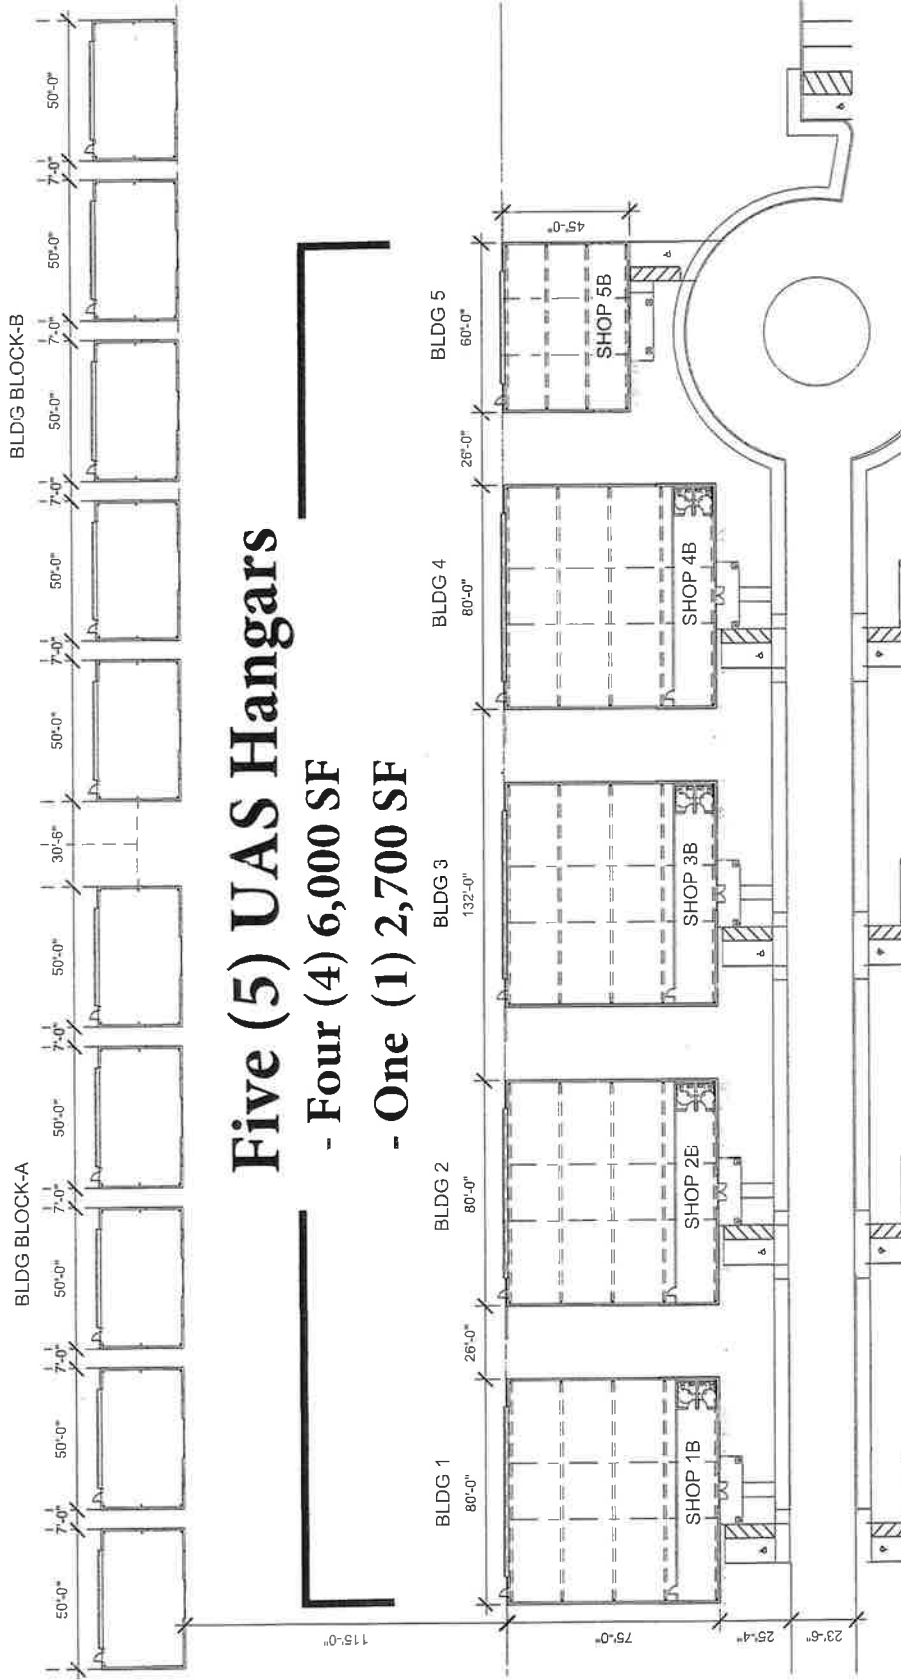 BLDG BLOCK-A
BLDG BLOCK-B
50'-0"
7'-0"
50'-0"
7'-0"
50'-0"
7'-0"
50'-0"
7'-0"
50'-0"
30'-6"
50'-0"
7'-0"
50'-0"
7'-0"
50'-0"
7'-0"
50'-0"
7'-0"
50'-0"
Five (5) UAS Hangars
- Four (4) 6,000 SF
- One (1) 2,700 SF
115'-0"
BLDG 1
BLDG 2
BLDG 3
BLDG 4
BLDG 5
80'-0"
26'-0"
80'-0"
132'-0"
80'-0"
26'-0"
60'-0"
45'-0"
75'-0"
SHOP 1B
SHOP 2B
SHOP 3B
SHOP 4B
SHOP 5B
25'-4"
23'-6"